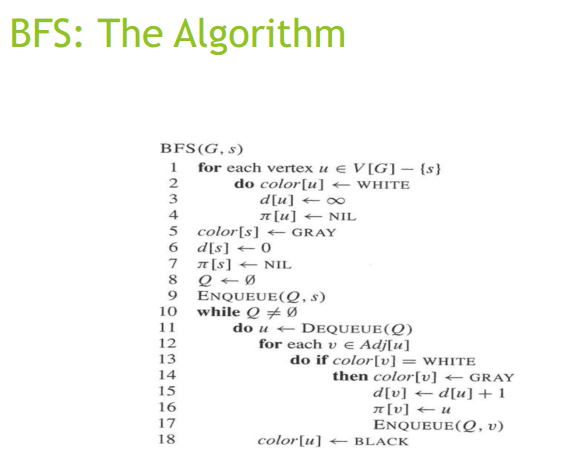 BFS: The Algorithm
BFS(G, s)
1 for each vertex u ∈ V[G] − {s}
2 do color[u] ← WHITE
3 d[u] ← ∞
4 π[u] ← NIL
5 color[s] ← GRAY
6 d[s] ← 0
7 π[s] ← NIL
8 Q ← Ø
9 ENQUEUE(Q, s)
10 while Q ≠ Ø
11 do u ← DEQUEUE(Q)
12 for each v ∈ Adj[u]
13 do if color[v] = WHITE
14 then color[v] ← GRAY
15 d[v] ← d[u] + 1
16 π[v] ← u
17 ENQUEUE(Q, v)
18 color[u] ← BLACK